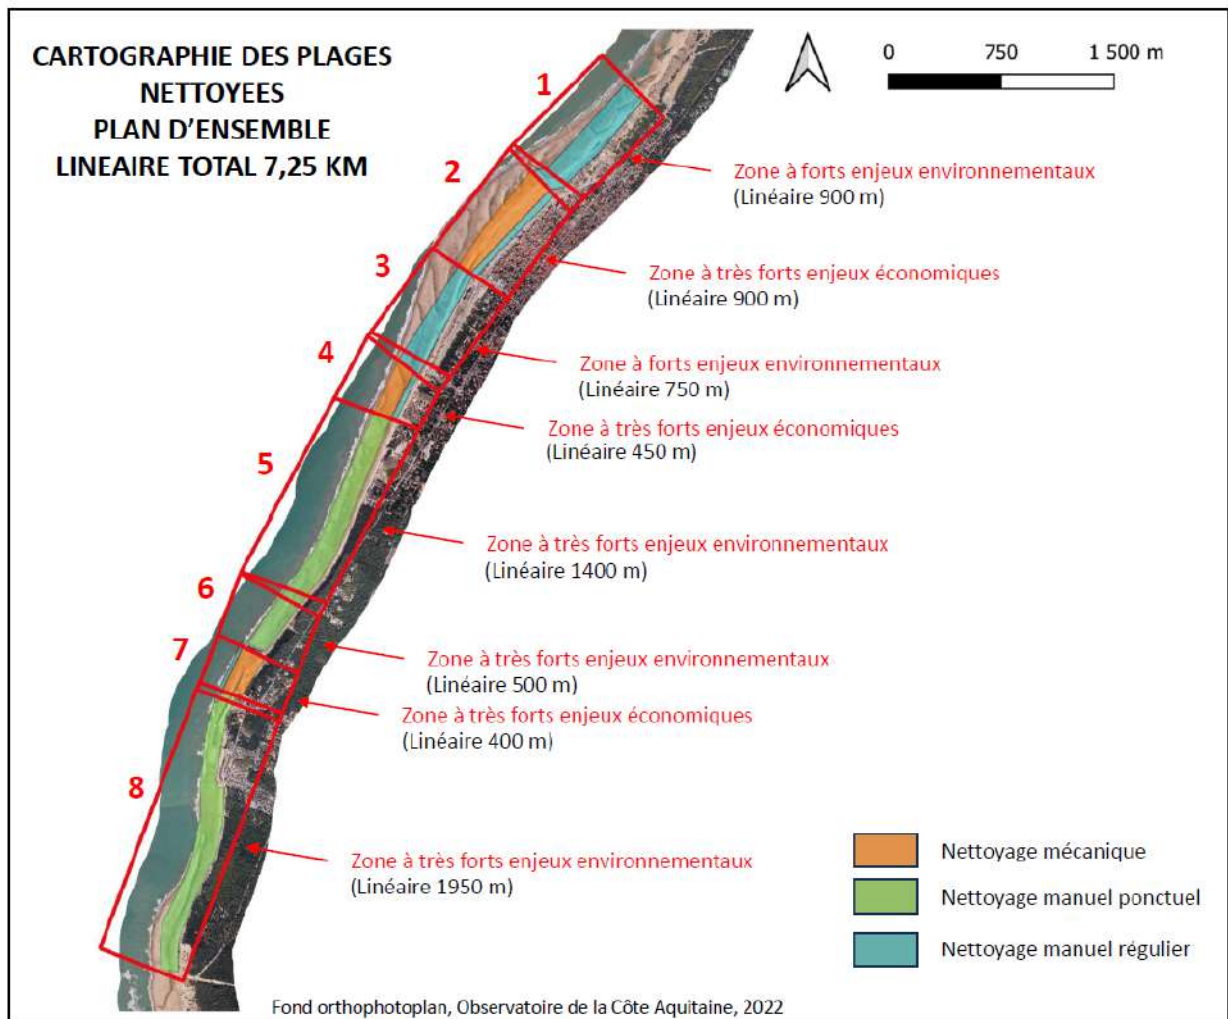 CARTOGRAPHIE DES PLAGES
NETTOYEES
PLAN D'ENSEMBLE
LINEAIRE TOTAL 7,25 KM
0 750 1 500 m
1
Zone à forts enjeux environnementaux
(Linéaire 900 m)
2
Zone à très forts enjeux économiques
(Linéaire 900 m)
3
Zone à forts enjeux environnementaux
(Linéaire 750 m)
4
Zone à très forts enjeux économiques
(Linéaire 450 m)
5
Zone à très forts enjeux environnementaux
(Linéaire 1400 m)
6
Zone à très forts enjeux environnementaux
(Linéaire 500 m)
7
Zone à très forts enjeux économiques
(Linéaire 400 m)
8
Zone à très forts enjeux environnementaux
(Linéaire 1950 m)
Nettoyage mécanique
Nettoyage manuel ponctuel
Nettoyage manuel régulier
Fond orthophotoplan, Observatoire de la Côte Aquitaine, 2022